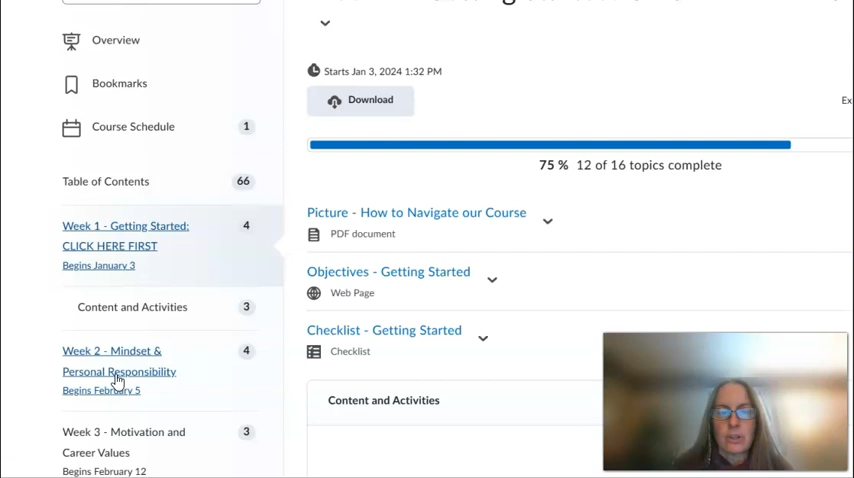 Overview
Bookmarks
Course Schedule 1
Table of Contents 66
Week 1 - Getting Started: 4
CLICK HERE FIRST
Begins January 3
Content and Activities 3
Week 2 - Mindset & 4
Personal Responsibility
Begins February 5
Week 3 - Motivation and 3
Career Values
Begins February 12
Starts Jan 3, 2024 1:32 PM
Download
Ex
75 % 12 of 16 topics complete
Picture - How to Navigate our Course
PDF document
Objectives - Getting Started
Web Page
Checklist - Getting Started
Checklist
Content and Activities